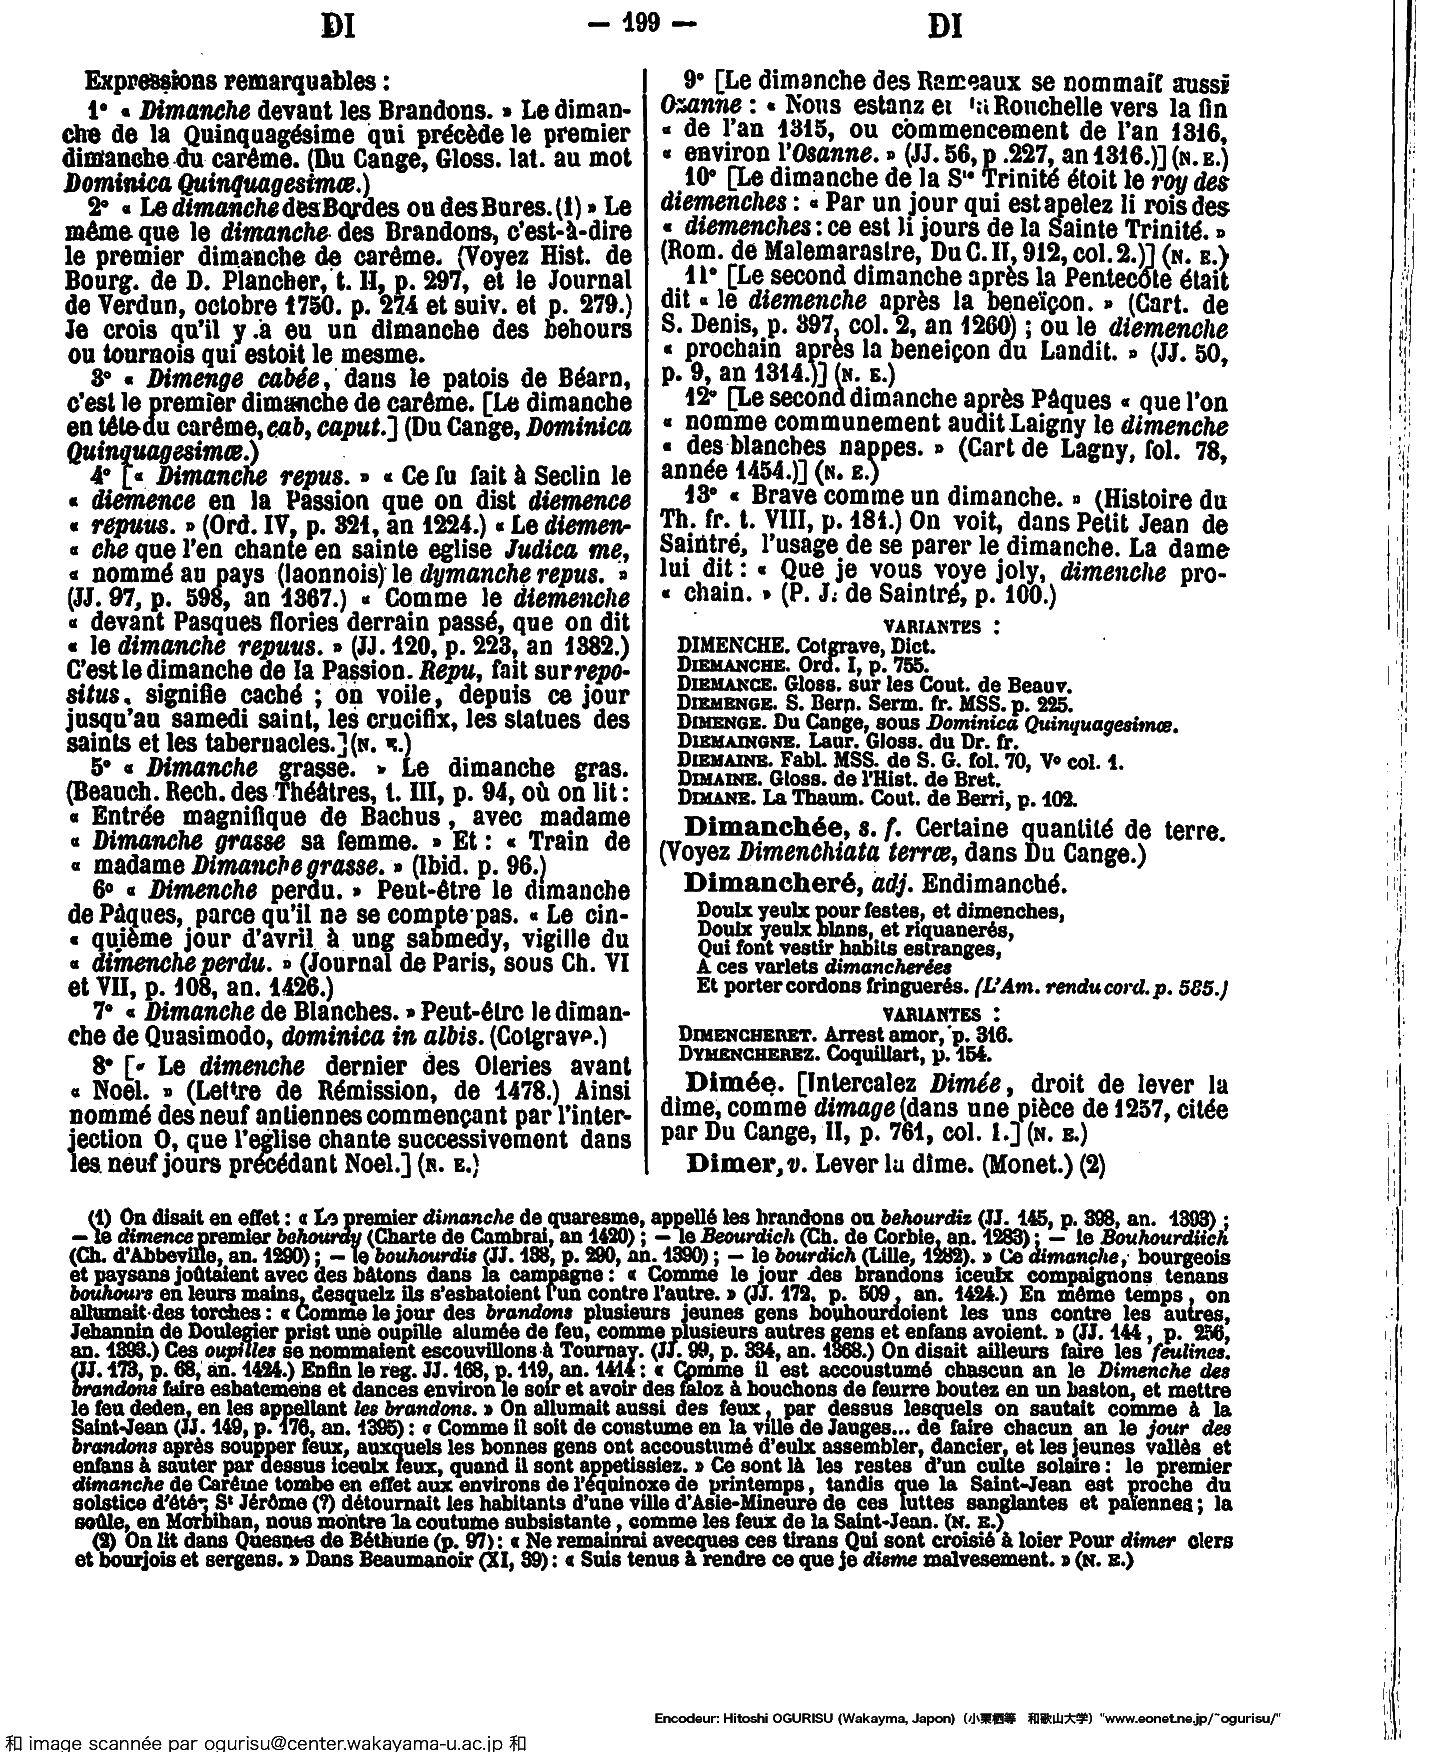 DI — 199 — DI
Expressions remarquables :
1° « Dimanche devant les Brandons. » Le diman-
che de la Quinquagésime qui précède le premier
dimanche du carême. (Du Cange, Gloss. lat. au mot
Dominica Quinquagesimæ.)
2° « Le dimanche des Bordes ou des Bures. (1) » Le
même que le dimanche des Brandons, c'est-à-dire
le premier dimanche de carême. (Voyez Hist. de
Bourg. de D. Plancher, t. II, p. 297, et le Journal
de Verdun, octobre 1750. p. 274 et suiv. et p. 279.)
Je crois qu'il y a eu un dimanche des behours
ou tournois qui estoit le mesme.
3° « Dimenge cabée, dans le patois de Béarn,
c'est le premier dimanche de carême. [Le dimanche
en tête du carême, cab, caput.] (Du Cange, Dominica
Quinquagesimæ.)
4° [« Dimanche repus. » « Ce fu fait à Seclin le
« diemence en la Passion que on dist diemence
« repuus. » (Ord. IV, p. 321, an 1224.) « Le diemen-
« che que l'en chante en sainte eglise Judica me,
« nommé au pays (laonnois) le dymanche repus. »
(JJ. 97, p. 598, an 1367.) « Comme le diemenche
« devant Pasques flories derrain passé, que on dit
« le dimanche repuus. » (JJ. 120, p. 223, an 1382.)
C'est le dimanche de la Passion. Repu, fait sur repo-
situs, signifie caché ; on voile, depuis ce jour
jusqu'au samedi saint, les crucifix, les statues des
saints et les tabernacles.] (N. E.)
5° « Dimanche grasse. » Le dimanche gras.
(Beauch. Rech. des Théâtres, t. III, p. 94, où on lit :
« Entrée magnifique de Bachus, avec madame
« Dimanche grasse sa femme. » Et : « Train de
« madame Dimanche grasse. » (Ibid. p. 96.)
6° « Dimenche perdu. » Peut-être le dimanche
de Pâques, parce qu'il ne se compte pas. « Le cin-
« quième jour d'avril à ung sabmedy, vigille du
« dimenche perdu. » (Journal de Paris, sous Ch. VI
et VII, p. 108, an. 1426.)
7° « Dimanche de Blanches. » Peut-être le diman-
che de Quasimodo, dominica in albis. (Cotgrave.)
8° [« Le dimenche dernier des Oleries avant
« Noël. » (Lettre de Rémission, de 1478.) Ainsi
nommé des neuf antiennes commençant par l'inter-
jection O, que l'eglise chante successivement dans
les neuf jours précédant Noel.] (N. E.)
9° [Le dimanche des Rameaux se nommait aussi
Ozanne : « Nous estanz en la Rouchelle vers la fin
« de l'an 1315, ou commencement de l'an 1316,
« environ l'Osanne. » (JJ. 56, p .227, an 1316.)] (N. E.)
10° [Le dimanche de la Ste Trinité étoit le roy des
diemenches : « Par un jour qui est apelez li rois des
« diemenches : ce est li jours de la Sainte Trinité. »
(Rom. de Malemarastre, Du C. II, 912, col. 2.)] (N. E.)
11° [Le second dimanche après la Pentecôte était
dit « le diemenche après la beneïçon. » (Cart. de
S. Denis, p. 397, col. 2, an 1260) ; ou le diemenche
« prochain après la beneiçon du Landit. » (JJ. 50,
p. 9, an 1314.)] (N. E.)
12° [Le second dimanche après Pâques « que l'on
« nomme communement audit Laigny le dimenche
« des blanches nappes. » (Cart de Lagny, fol. 78,
année 1454.)] (N. E.)
13° « Brave comme un dimanche. » (Histoire du
Th. fr. t. VIII, p. 181.) On voit, dans Petit Jean de
Saintré, l'usage de se parer le dimanche. La dame
lui dit : « Que je vous voye joly, dimenche pro-
« chain. » (P. J. de Saintré, p. 100.)
VARIANTES :
DIMENCHE. Cotgrave, Dict.
DIEMANCHE. Ord. I, p. 755.
DIEMANCE. Gloss. sur les Cout. de Beauv.
DIEMENGE. S. Bern. Serm. fr. MSS. p. 225.
DIMENGE. Du Cange, sous Dominica Quinquagesimæ.
DIEMAINGNE. Laur. Gloss. du Dr. fr.
DIEMAINE. Fabl. MSS. de S. G. fol. 70, Vo col. 1.
DIMAINE. Gloss. de l'Hist. de Bret.
DIMANE. La Thaum. Cout. de Berri, p. 102.
Dimanchée, s. f. Certaine quantité de terre.
(Voyez Dimenchiata terræ, dans Du Cange.)
Dimancheré, adj. Endimanché.
Doulx yeulx pour festes, et dimenches,
Doulx yeulx blans, et riquanerés,
Qui font vestir habits estranges,
A ces varlets dimancherées
Et porter cordons fringuerés. (L'Am. rendu cord. p. 585.)
VARIANTES :
DIMENCHERET. Arrest amor, p. 316.
DYMENCHEREZ. Coquillart, p. 154.
Dimée. [Intercalez Dimée, droit de lever la
dime, comme dimage (dans une pièce de 1257, citée
par Du Cange, II, p. 761, col. 1.] (N. E.)
Dimer, v. Lever la dime. (Monet.) (2)
(1) On disait en effet : « Le premier dimanche de quaresme, appellé les brandons ou behourdiz (JJ. 145, p. 398, an. 1393) ;
— le dimence premier behourdy (Charte de Cambrai, an 1420) ; — le Beourdich (Ch. de Corbie, an. 1283) ; — le Bouhourdiich
(Ch. d'Abbeville, an. 1290) ; — le bouhourdis (JJ. 138, p. 290, an. 1390) ; — le bourdich (Lille, 1282). » Ce dimanche, bourgeois
et paysans joûtaient avec des bâtons dans la campagne : « Comme le jour des brandons iceulx compaignons tenans
bouhours en leurs mains, desquelz ils s'esbatoient l'un contre l'autre. » (JJ. 172, p. 509, an. 1424.) En même temps, on
allumait des torches : « Comme le jour des brandons plusieurs jeunes gens bouhourdoient les uns contre les autres,
Jehannin de Doulegier prist une oupille alumée de feu, comme plusieurs autres gens et enfans avoient. » (JJ. 144, p. 256,
an. 1393.) Ces oupilles se nommaient escouvillons à Tournay. (JJ. 99, p. 334, an. 1368.) On disait ailleurs faire les feulines.
(JJ. 173, p. 68, an. 1424.) Enfin le reg. JJ. 168, p. 119, an. 1414 : « Comme il est accoustumé chascun an le Dimenche des
brandons faire esbatemens et dances environ le soir et avoir des faloz à bouchons de feurre boutez en un baston, et mettre
le feu deden, en les appellant les brandons. » On allumait aussi des feux, par dessus lesquels on sautait comme à la
Saint-Jean (JJ. 149, p. 176, an. 1395) : « Comme il soit de coustume en la ville de Jauges... de faire chacun an le jour des
brandons après soupper feux, auxquels les bonnes gens ont accoustumé d'eulx assembler, dancier, et les jeunes vallès et
enfans à sauter par dessus iceulx feux, quand il sont appetissiez. » Ce sont là les restes d'un culte solaire : le premier
dimanche de Carême tombe en effet aux environs de l'équinoxe de printemps, tandis que la Saint-Jean est proche du
solstice d'été ; St Jérôme (?) détournait les habitants d'une ville d'Asie-Mineure de ces luttes sanglantes et païennes ; la
soûle, en Morbihan, nous montre la coutume subsistante, comme les feux de la Saint-Jean. (N. E.)
(2) On lit dans Quesnes de Béthune (p. 97) : « Ne remainrai avecques ces tirans Qui sont croisié à loier Pour dimer clers
et bourjois et sergens. » Dans Beaumanoir (XI, 39) : « Suis tenus à rendre ce que je disme malvesement. » (N. E.)
Encodeur: Hitoshi OGURISU (Wakayma, Japon) (小栗栖等 和歌山大学) "www.eonet.ne.jp/~ogurisu/"
和 image scannée par ogurisu@center.wakayama-u.ac.jp 和